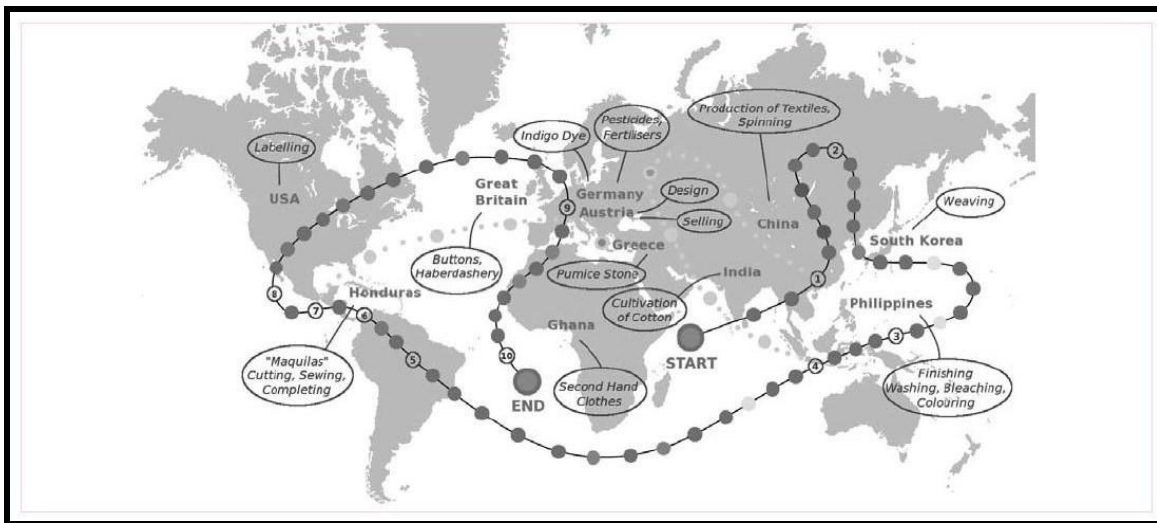 Labelling
USA
Indigo Dye
Pesticides,
Fertilisers
Production of Textiles,
Spinning
2
Great
Britain
Germany
Austria
Design
Selling
9
China
Weaving
South Korea
Buttons,
Haberdashery
Greece
Pumice Stone
India
Cultivation
of Cotton
1
8
7
Honduras
6
Ghana
Philippines
3
START
"Maquilas"
Cutting, Sewing,
Completing
5
10
4
END
Second Hand
Clothes
Finishing
Washing, Bleaching,
Colouring